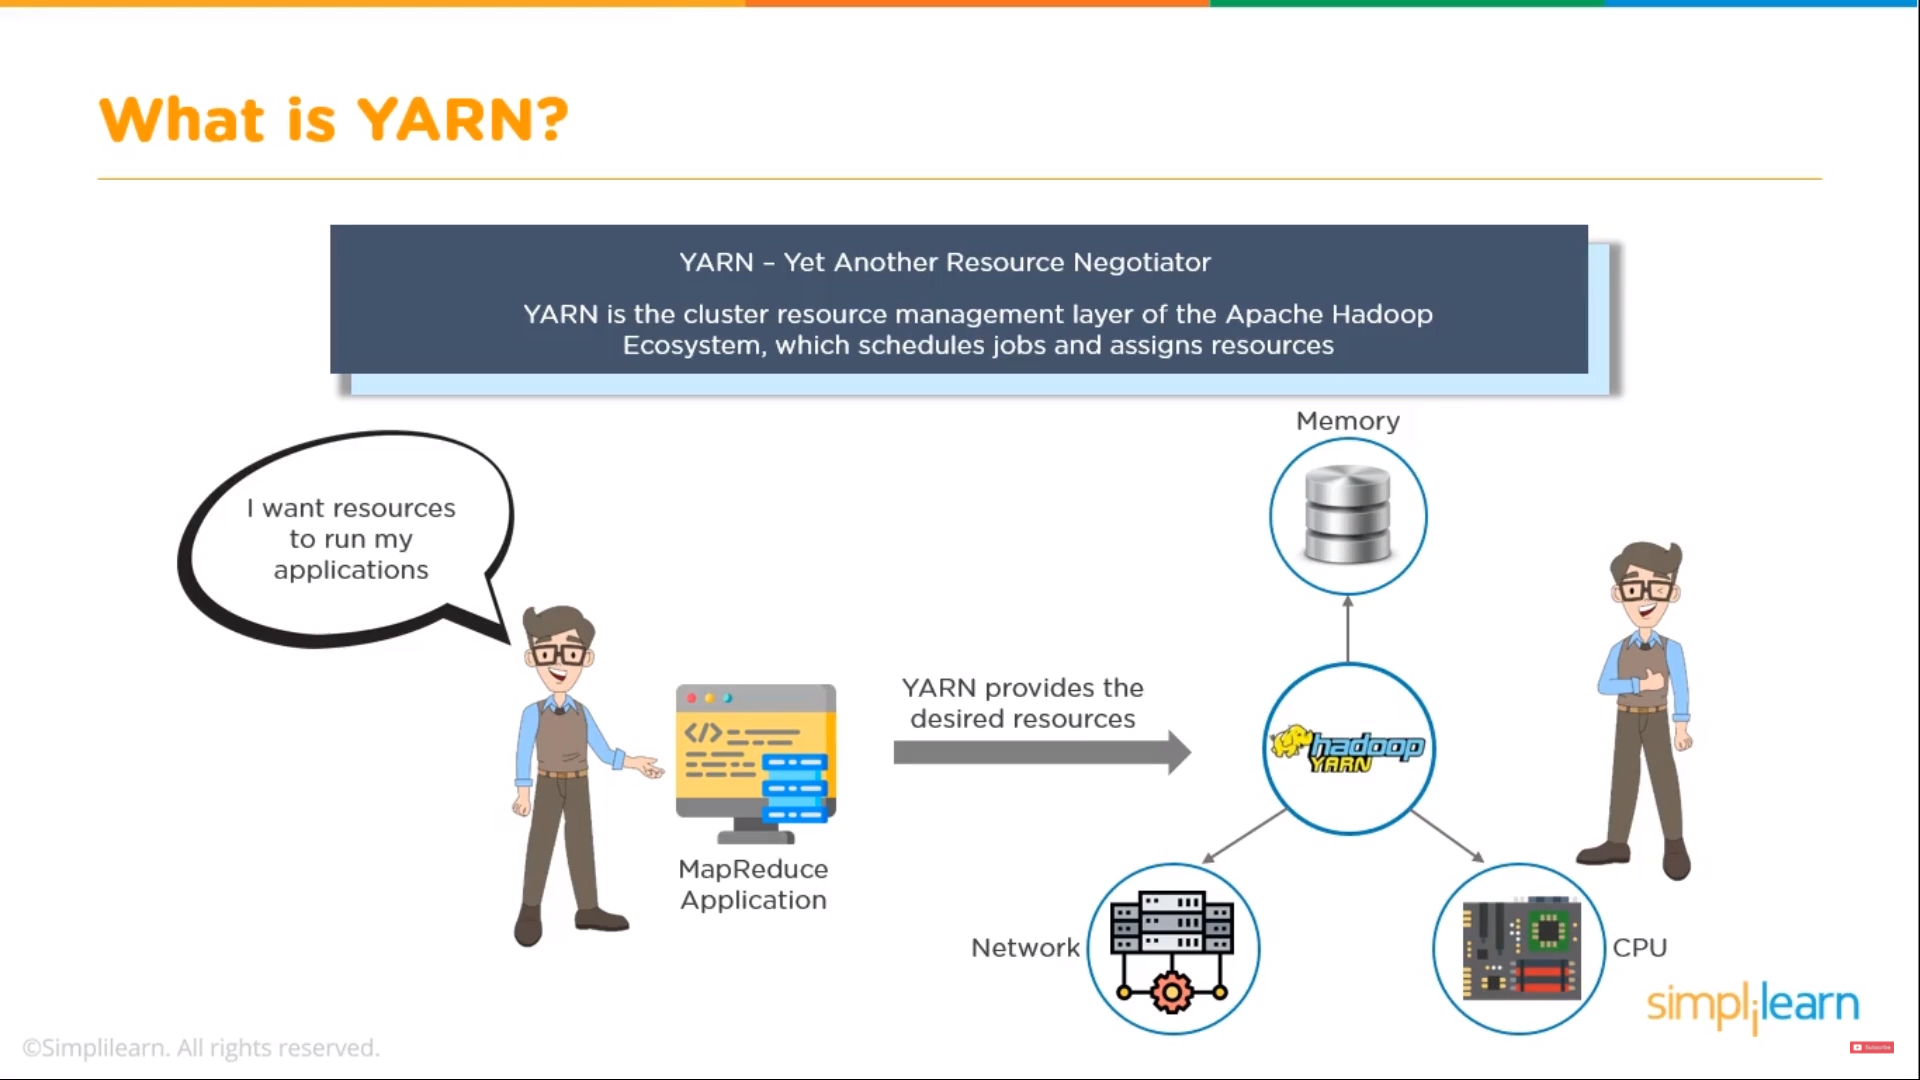 What is YARN?
YARN – Yet Another Resource Negotiator
YARN is the cluster resource management layer of the Apache Hadoop
Ecosystem, which schedules jobs and assigns resources
I want resources
to run my
applications
MapReduce
Application
YARN provides the
desired resources
Memory
hadoop
YARN
Network
CPU
simplilearn
©Simplilearn. All rights reserved.
Subscribe